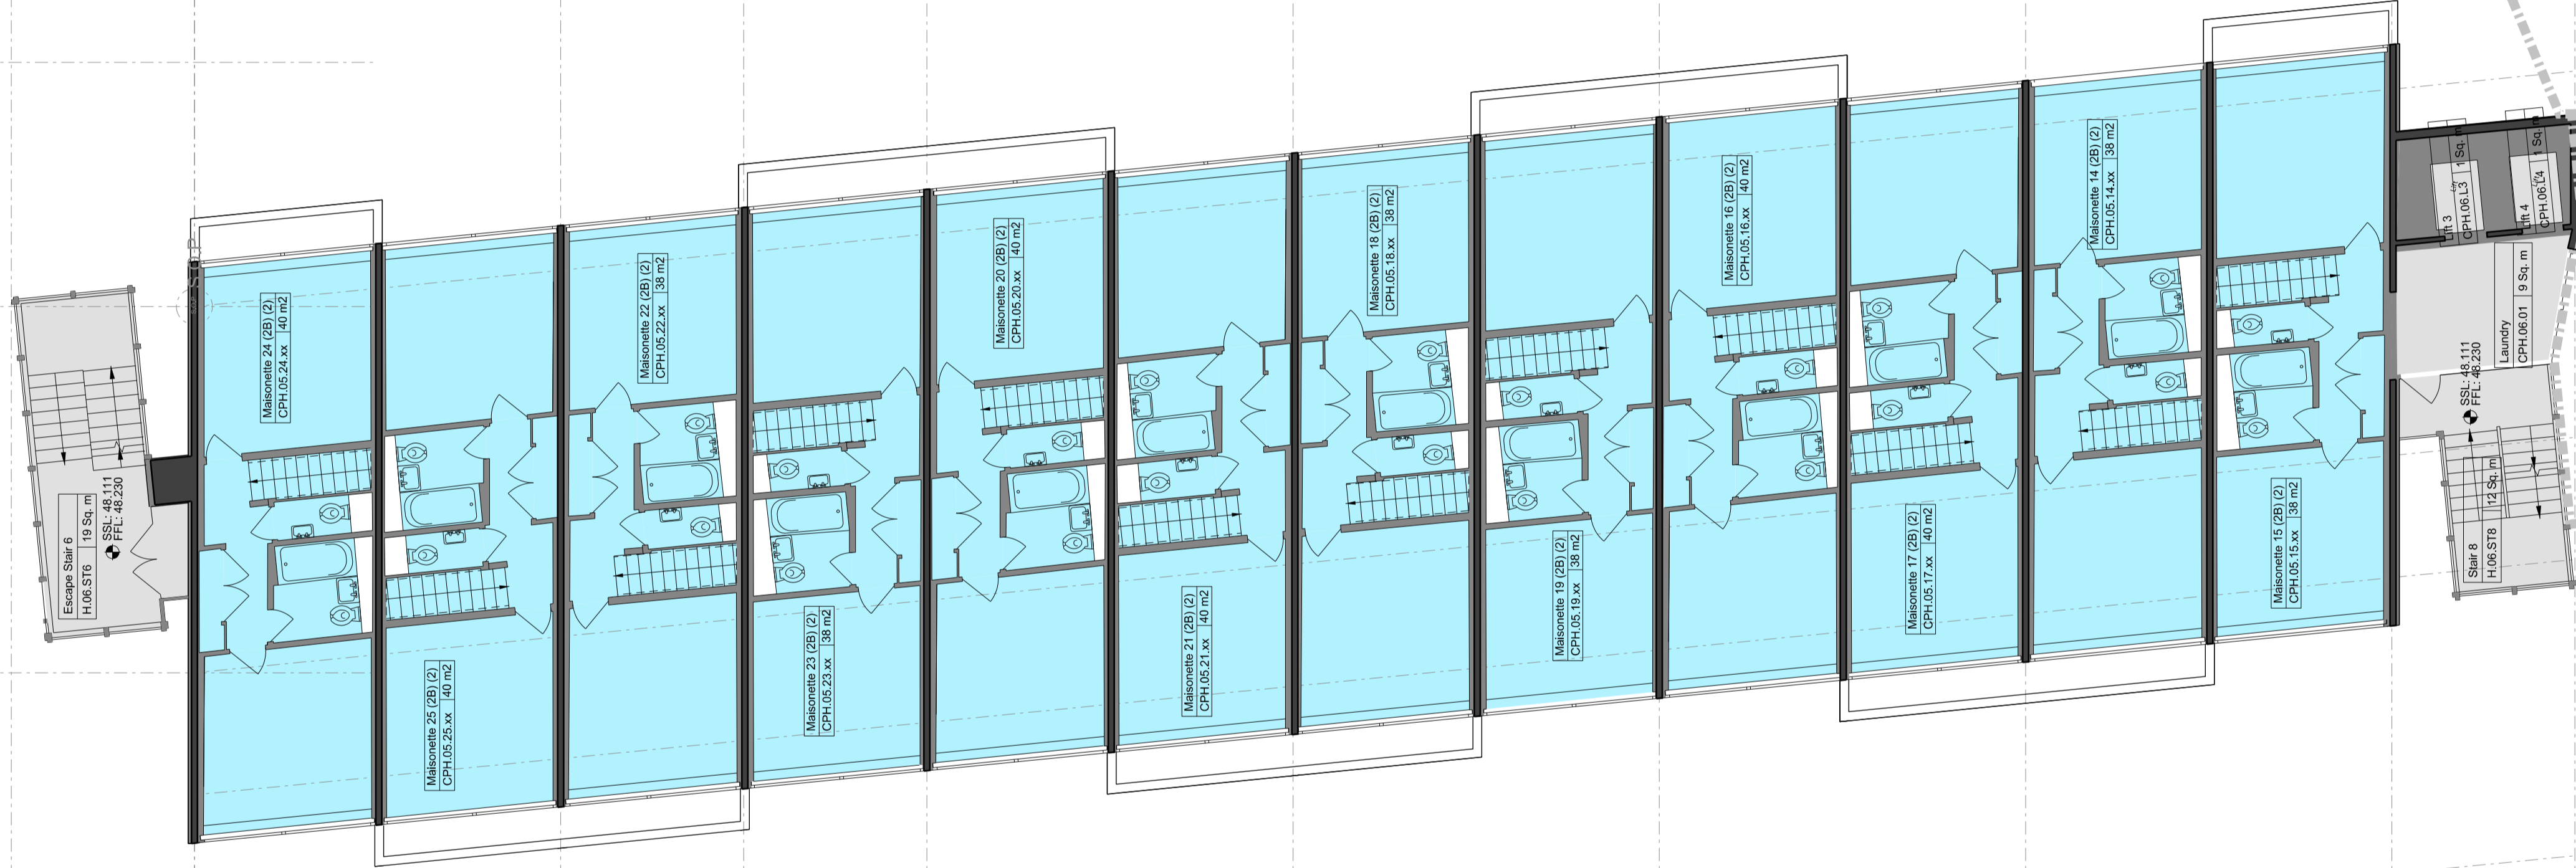 Escape Stair 6
H.06.ST6 19 Sq. m
SSL: 48.111
FFL: 48.230
Maisonette 24 (2B) (2)
CPH.05.24.xx 40 m2
Maisonette 25 (2B) (2)
CPH.05.25.xx 40 m2
Maisonette 22 (2B) (2)
CPH.05.22.xx 38 m2
Maisonette 23 (2B) (2)
CPH.05.23.xx 38 m2
Maisonette 20 (2B) (2)
CPH.05.20.xx 40 m2
Maisonette 21 (2B) (2)
CPH.05.21.xx 40 m2
Maisonette 18 (2B) (2)
CPH.05.18.xx 38 m2
Maisonette 19 (2B) (2)
CPH.05.19.xx 38 m2
Maisonette 16 (2B) (2)
CPH.05.16.xx 40 m2
Maisonette 17 (2B) (2)
CPH.05.17.xx 40 m2
Maisonette 14 (2B) (2)
CPH.05.14.xx 38 m2
Maisonette 15 (2B) (2)
CPH.05.15.xx 38 m2
Lift 3
CPH.06.L3 1 Sq. m
Lift 4
CPH.06.L4 1 Sq. m
Laundry
CPH.06.01 9 Sq. m
SSL: 48.111
FFL: 48.230
Stair 8
H.06.ST8 12 Sq. m